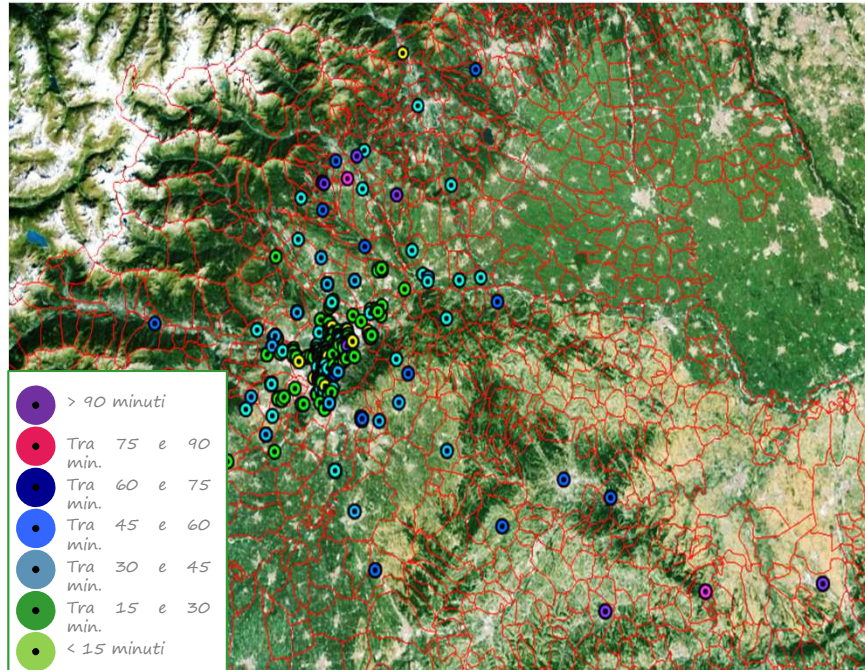 > 90 minuti
Tra 75 e 90
min.
Tra 60 e 75
min.
Tra 45 e 60
min.
Tra 30 e 45
min.
Tra 15 e 30
min.
< 15 minuti